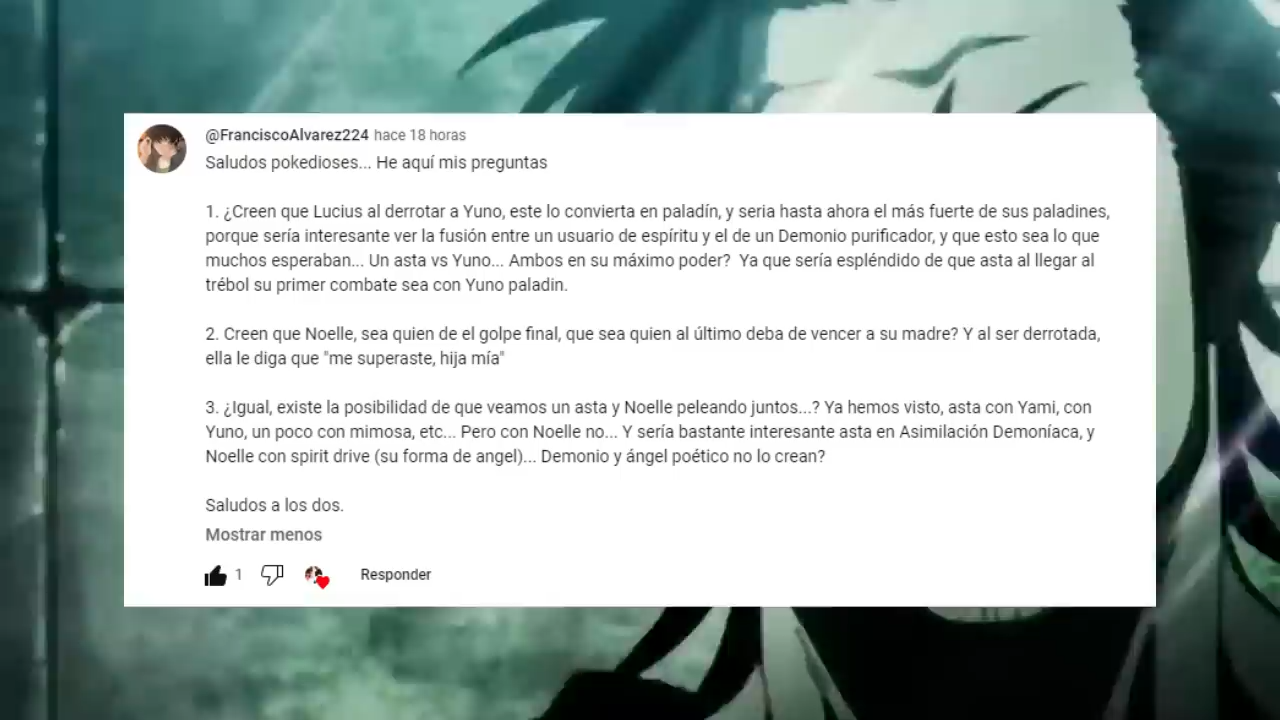 @FranciscoAlvarez224 hace 18 horas
Saludos pokedioses... He aquí mis preguntas
1. ¿Creen que Lucius al derrotar a Yuno, este lo convierta en paladín, y seria hasta ahora el más fuerte de sus paladines,
porque sería interesante ver la fusión entre un usuario de espíritu y el de un Demonio purificador, y que esto sea lo que
muchos esperaban... Un asta vs Yuno... Ambos en su máximo poder? Ya que sería espléndido de que asta al llegar al
trébol su primer combate sea con Yuno paladin.
2. Creen que Noelle, sea quien de el golpe final, que sea quien al último deba de vencer a su madre? Y al ser derrotada,
ella le diga que "me superaste, hija mía"
3. ¿Igual, existe la posibilidad de que veamos un asta y Noelle peleando juntos...? Ya hemos visto, asta con Yami, con
Yuno, un poco con mimosa, etc... Pero con Noelle no... Y sería bastante interesante asta en Asimilación Demoníaca, y
Noelle con spirit drive (su forma de angel)... Demonio y ángel poético no lo crean?
Saludos a los dos.
Mostrar menos
1 Responder